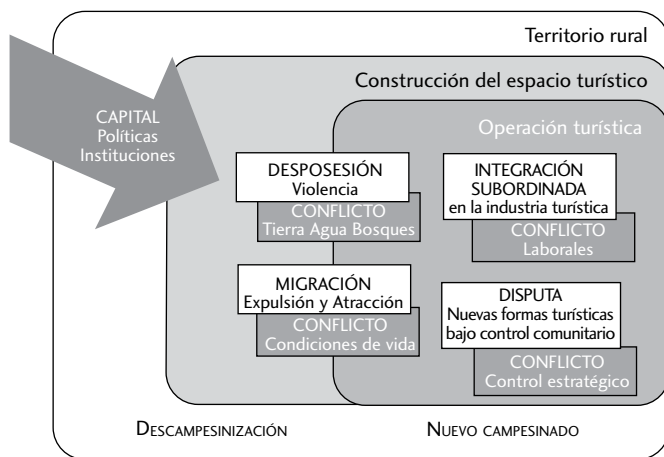 Territorio rural
Construcción del espacio turístico
CAPITAL
Políticas
Instituciones
Operación turística
DESPOSESIÓN
Violencia
CONFLICTO
Tierra Agua Bosques
INTEGRACIÓN
SUBORDINADA
en la industria turística
CONFLICTO
Laborales
MIGRACIÓN
Expulsión y Atracción
CONFLICTO
Condiciones de vida
DISPUTA
Nuevas formas turísticas
bajo control comunitario
CONFLICTO
Control estratégico
DESCAMPESINIZACIÓN
NUEVO CAMPESINADO